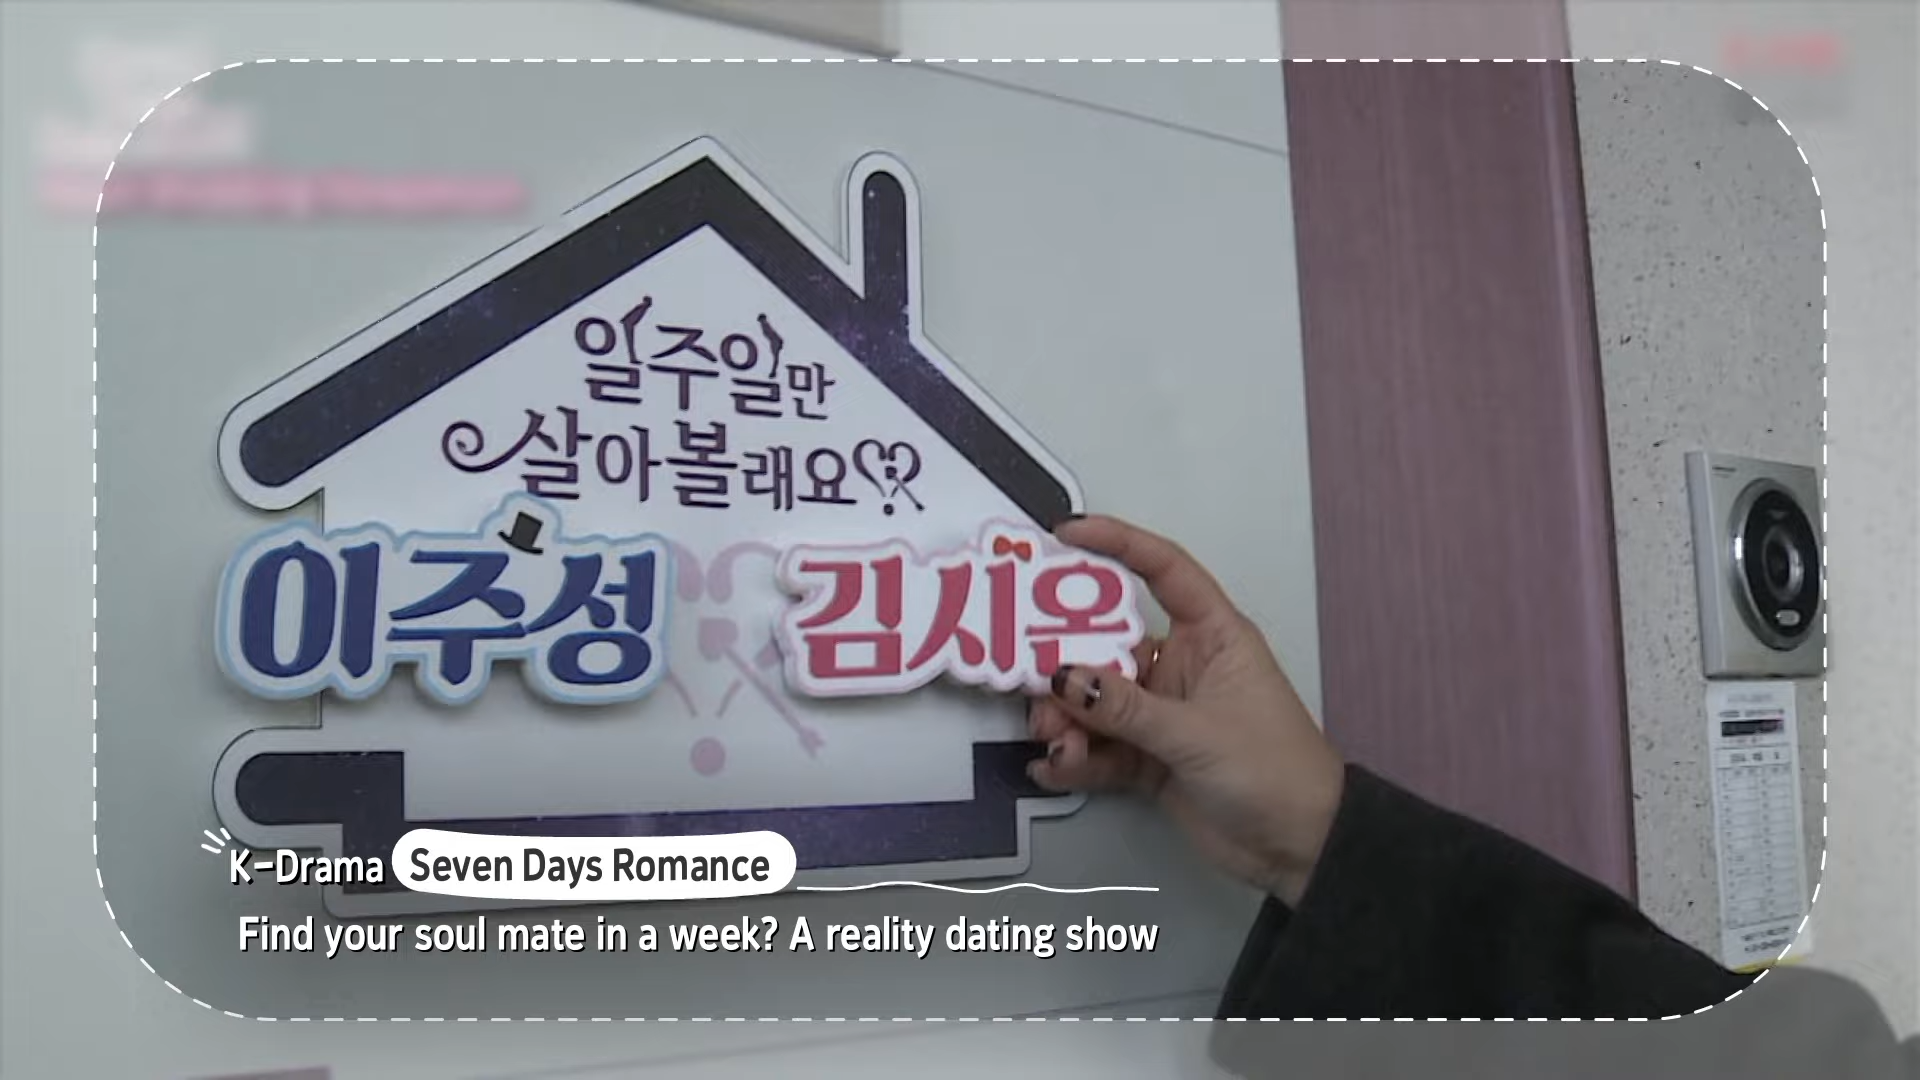 일주일만
살아볼래요
이주성 김시온
K-Drama Seven Days Romance
Find your soul mate in a week? A reality dating show